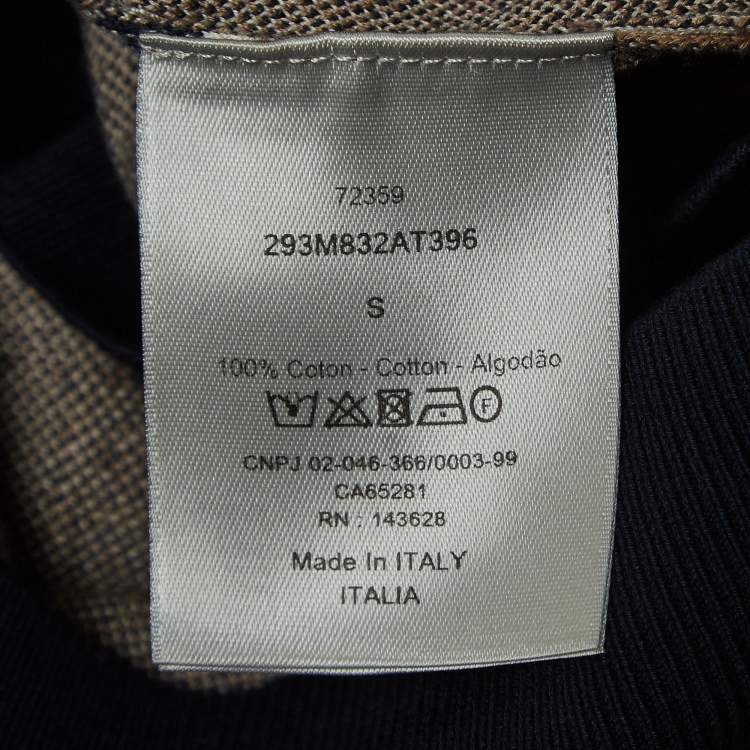 72359
293M832AT396
S
100% Coton - Cotton - Algodão
F
CNPJ 02-046-366/0003-99
CA65281
RN : 143628
Made In ITALY
ITALIA